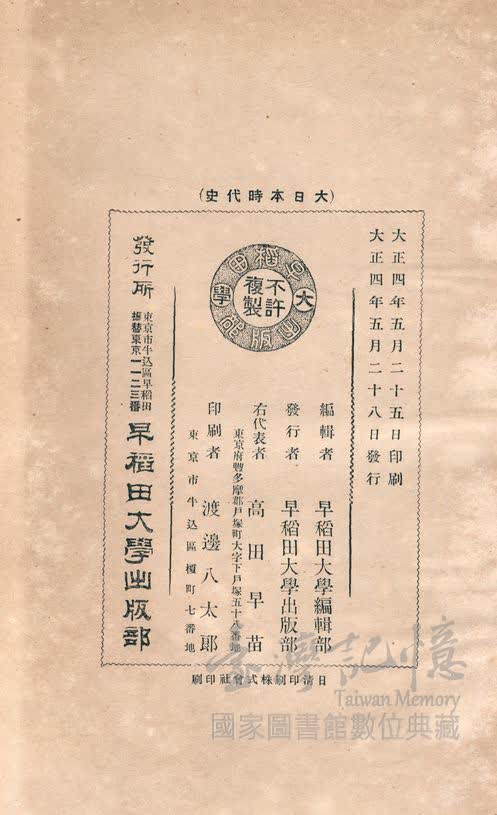 (大日本時代史)
大正四年五月二十五日印刷
大正四年五月二十八日發行
不許複製
早稻田大學出版部
編輯者 早稻田大學編輯部
發行者 早稻田大學出版部
右代表者 高田早苗
東京府豐多摩郡戸塚町大字下戸塚五十八番地
印刷者 渡邊八太郎
東京市牛込區榎町七番地
發行所 早稻田大學出版部
東京市牛込區早稻田
振替東京一一二三番
日淸印刷株式會社印刷
臺灣記憶
Taiwan Memory
國家圖書館數位典藏